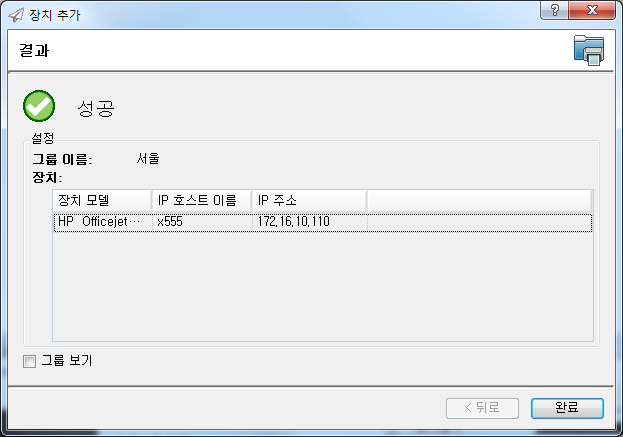 장치 추가
결과
성공
설정
그룹 이름: 서울
장치:
장치 모델 IP 호스트 이름 IP 주소
HP Officejet… x555 172,16,10,110
그룹 보기
< 뒤로 완료